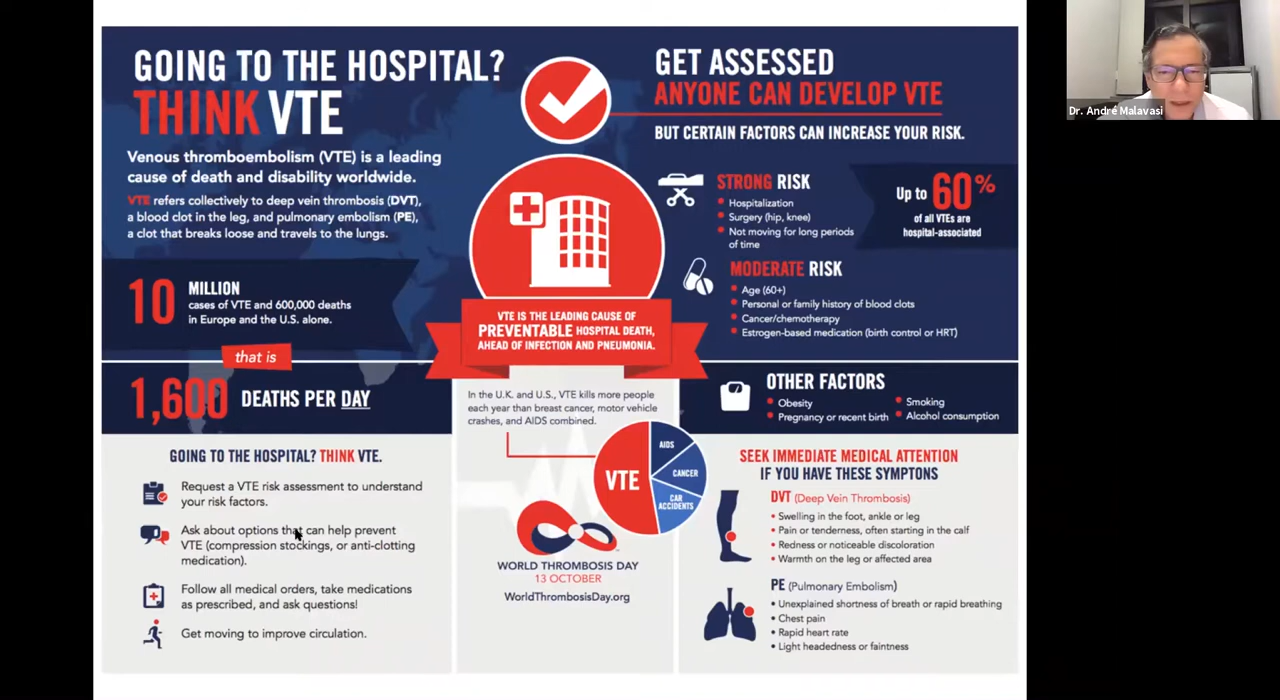 GOING TO THE HOSPITAL?
THINK VTE
Venous thromboembolism (VTE) is a leading
cause of death and disability worldwide.
VTE refers collectively to deep vein thrombosis (DVT),
a blood clot in the leg, and pulmonary embolism (PE),
a clot that breaks loose and travels to the lungs.
10 MILLION
cases of VTE and 600,000 deaths
in Europe and the U.S. alone.
that is
1,600 DEATHS PER DAY
GOING TO THE HOSPITAL? THINK VTE.
Request a VTE risk assessment to understand
your risk factors.
Ask about options that can help prevent
VTE (compression stockings, or anti-clotting
medication).
Follow all medical orders, take medications
as prescribed, and ask questions!
Get moving to improve circulation.
VTE IS THE LEADING CAUSE OF
PREVENTABLE HOSPITAL DEATH,
AHEAD OF INFECTION AND PNEUMONIA.
In the U.K. and U.S., VTE kills more people
each year than breast cancer, motor vehicle
crashes, and AIDS combined.
VTE
AIDS
CANCER
CAR
ACCIDENTS
WORLD THROMBOSIS DAY
13 OCTOBER
WorldThrombosisDay.org
GET ASSESSED
ANYONE CAN DEVELOP VTE
BUT CERTAIN FACTORS CAN INCREASE YOUR RISK.
STRONG RISK
• Hospitalization
• Surgery (hip, knee)
• Not moving for long periods
of time
Up to 60%
of all VTEs are
hospital-associated
MODERATE RISK
• Age (60+)
• Personal or family history of blood clots
• Cancer/chemotherapy
• Estrogen-based medication (birth control or HRT)
OTHER FACTORS
• Obesity
• Pregnancy or recent birth
• Smoking
• Alcohol consumption
SEEK IMMEDIATE MEDICAL ATTENTION
IF YOU HAVE THESE SYMPTONS
DVT (Deep Vein Thrombosis)
• Swelling in the foot, ankle or leg
• Pain or tenderness, often starting in the calf
• Redness or noticeable discoloration
• Warmth on the leg or affected area
PE (Pulmonary Embolism)
• Unexplained shortness of breath or rapid breathing
• Chest pain
• Rapid heart rate
• Light headedness or faintness
Dr. André Malavasi